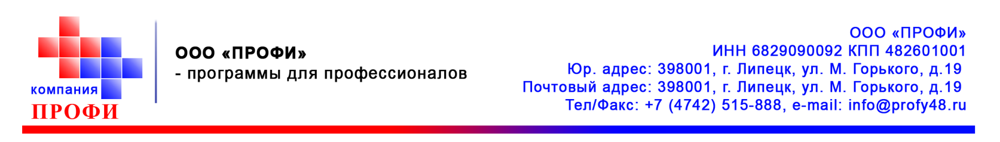 компания
ПРОФИ
ООО «ПРОФИ»
- программы для профессионалов
ООО «ПРОФИ»
ИНН 6829090092 КПП 482601001
Юр. адрес: 398001, г. Липецк, ул. М. Горького, д.19
Почтовый адрес: 398001, г. Липецк, ул. М. Горького, д.19
Тел/Факс: +7 (4742) 515-888, e-mail: info@profy48.ru